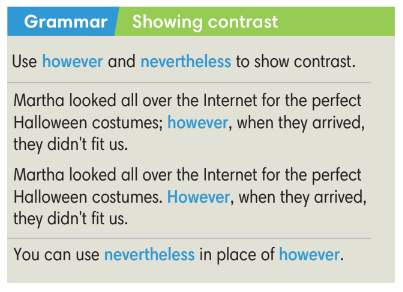 Grammar Showing contrast
Use however and nevertheless to show contrast.
Martha looked all over the Internet for the perfect
Halloween costumes; however, when they arrived,
they didn't fit us.
Martha looked all over the Internet for the perfect
Halloween costumes. However, when they arrived,
they didn't fit us.
You can use nevertheless in place of however.